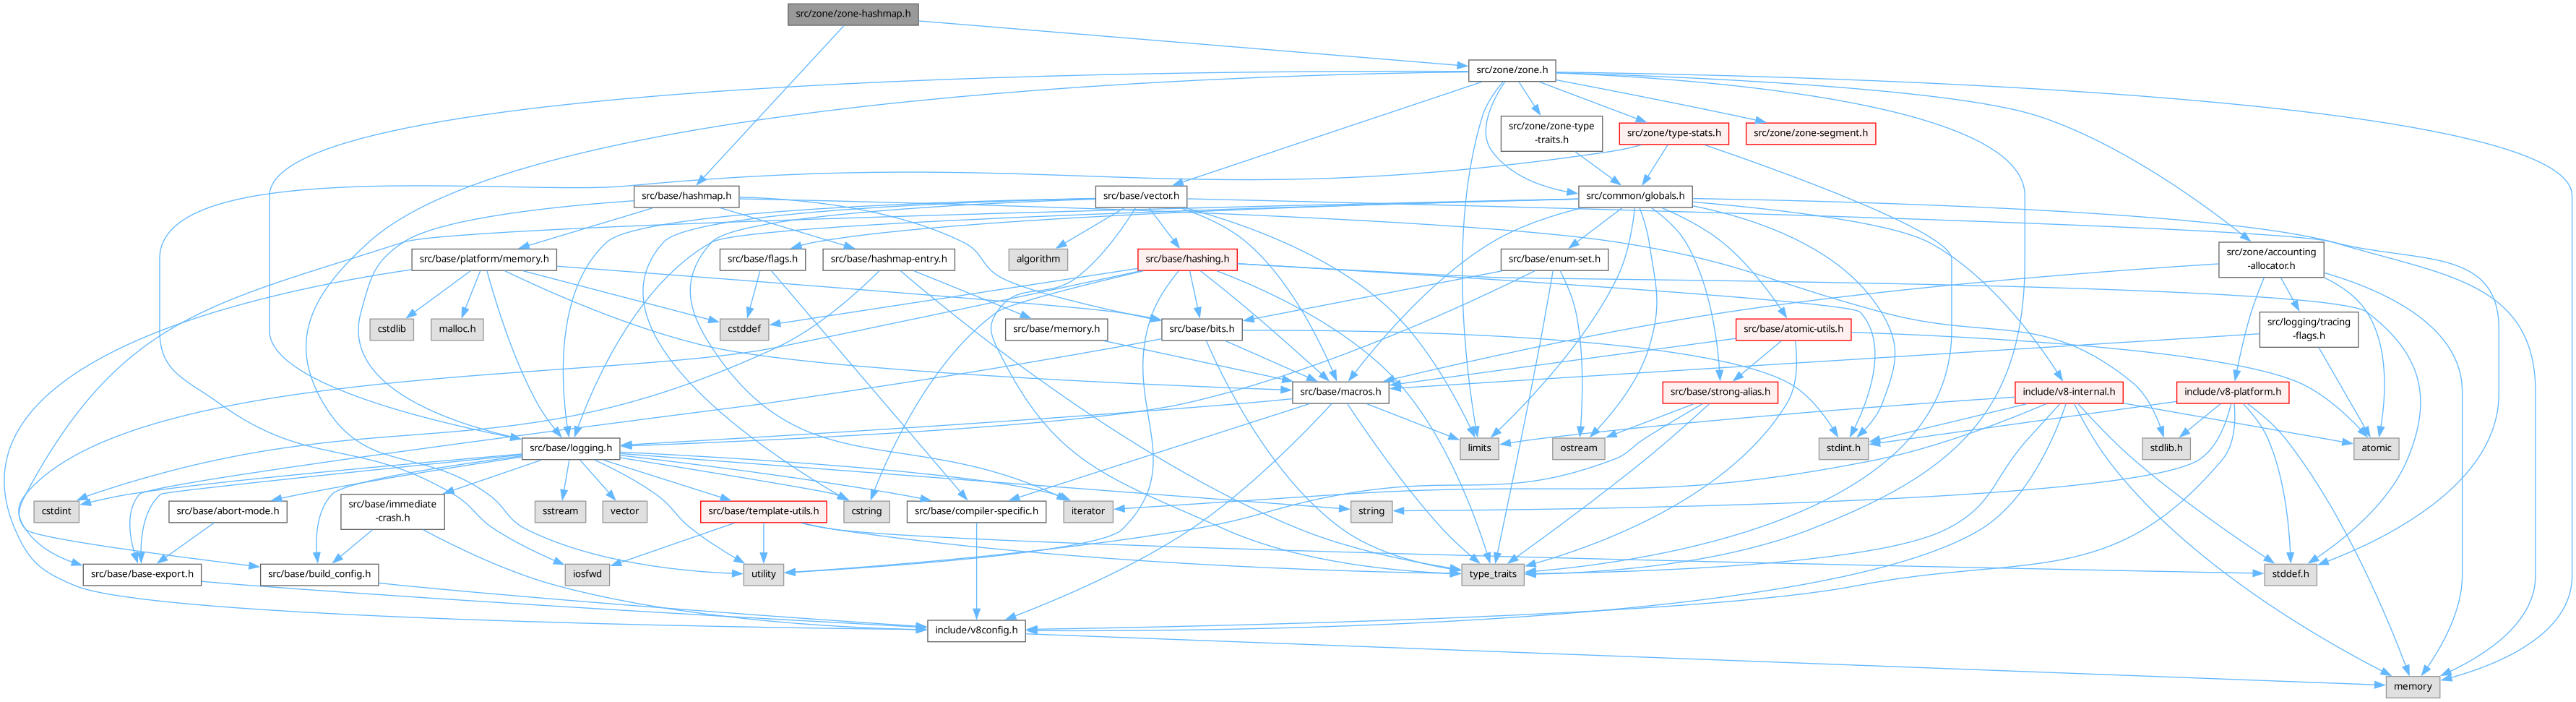 src/zone/zone-hashmap.h
src/zone/zone.h
src/zone/zone-type
-traits.h
src/zone/type-stats.h
src/zone/zone-segment.h
src/base/hashmap.h
src/base/vector.h
src/common/globals.h
src/base/platform/memory.h
src/base/flags.h
src/base/hashmap-entry.h
algorithm
src/base/hashing.h
src/base/enum-set.h
src/zone/accounting
-allocator.h
cstdlib
malloc.h
cstddef
src/base/memory.h
src/base/bits.h
src/base/atomic-utils.h
src/logging/tracing
-flags.h
src/base/macros.h
src/base/strong-alias.h
include/v8-internal.h
include/v8-platform.h
src/base/logging.h
limits
ostream
stdint.h
stdlib.h
atomic
cstdint
src/base/abort-mode.h
src/base/immediate
-crash.h
sstream
vector
src/base/template-utils.h
cstring
src/base/compiler-specific.h
iterator
string
src/base/base-export.h
src/base/build_config.h
iosfwd
utility
type_traits
stddef.h
include/v8config.h
memory